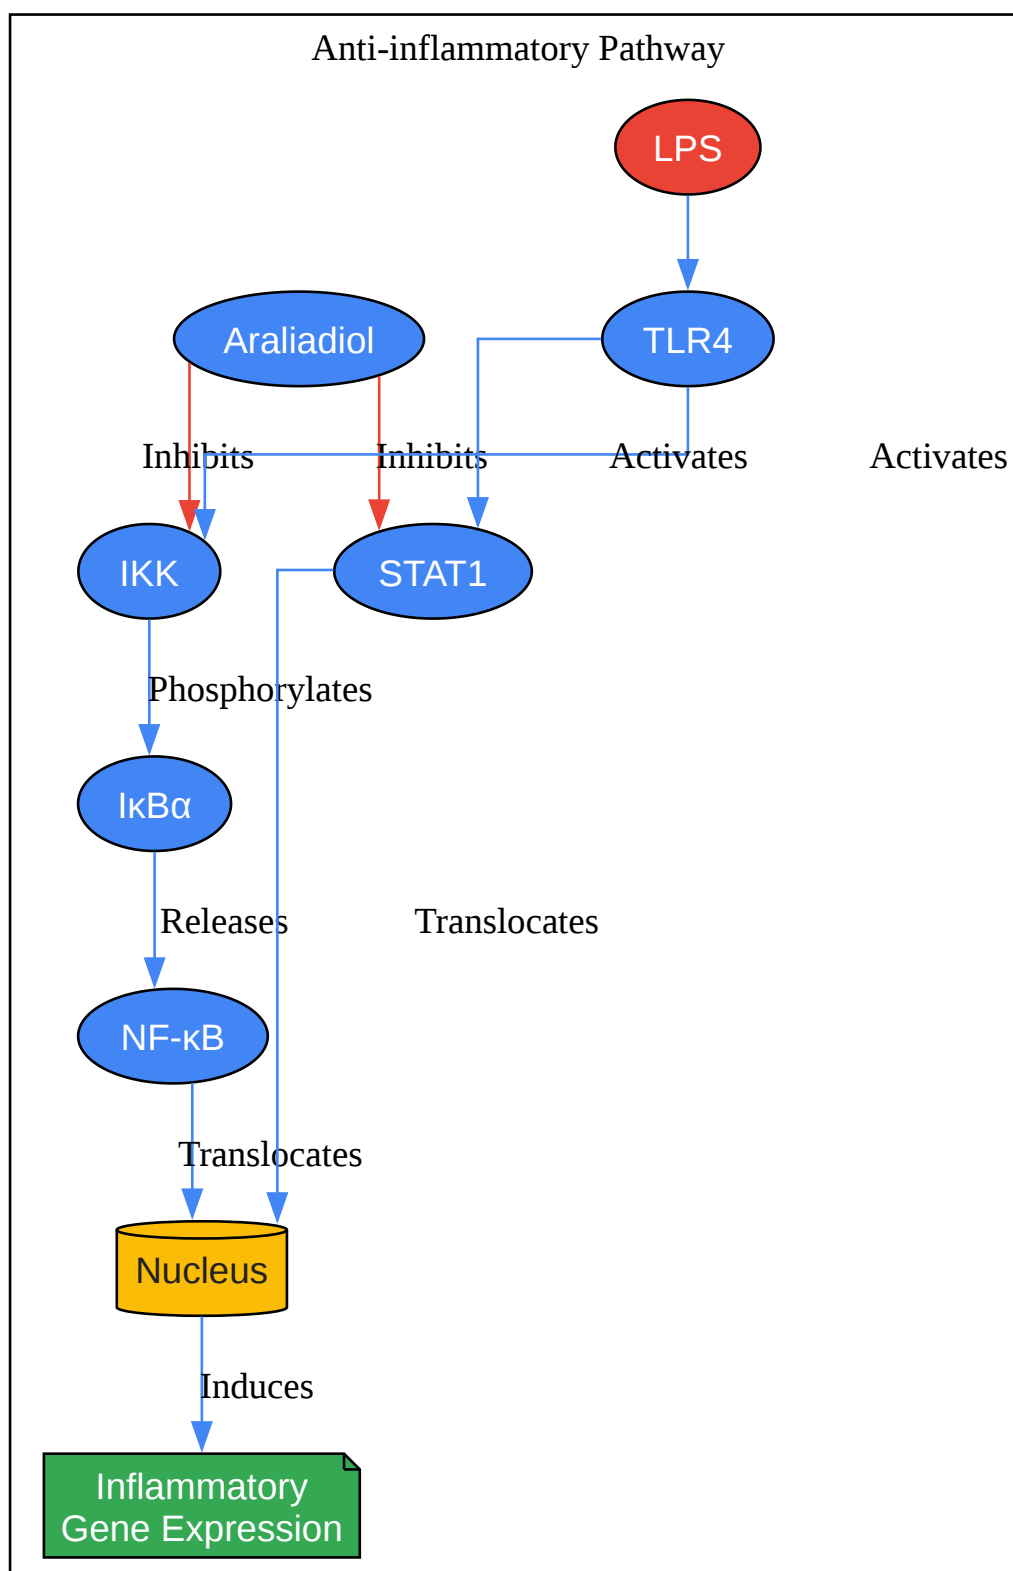 Anti-inflammatory Pathway
LPS
Araliadiol
TLR4
Inhibits
Inhibits
Activates
Activates
IKK
STAT1
Phosphorylates
IκBα
Releases
Translocates
NF-κB
Translocates
Nucleus
Induces
Inflammatory
Gene Expression